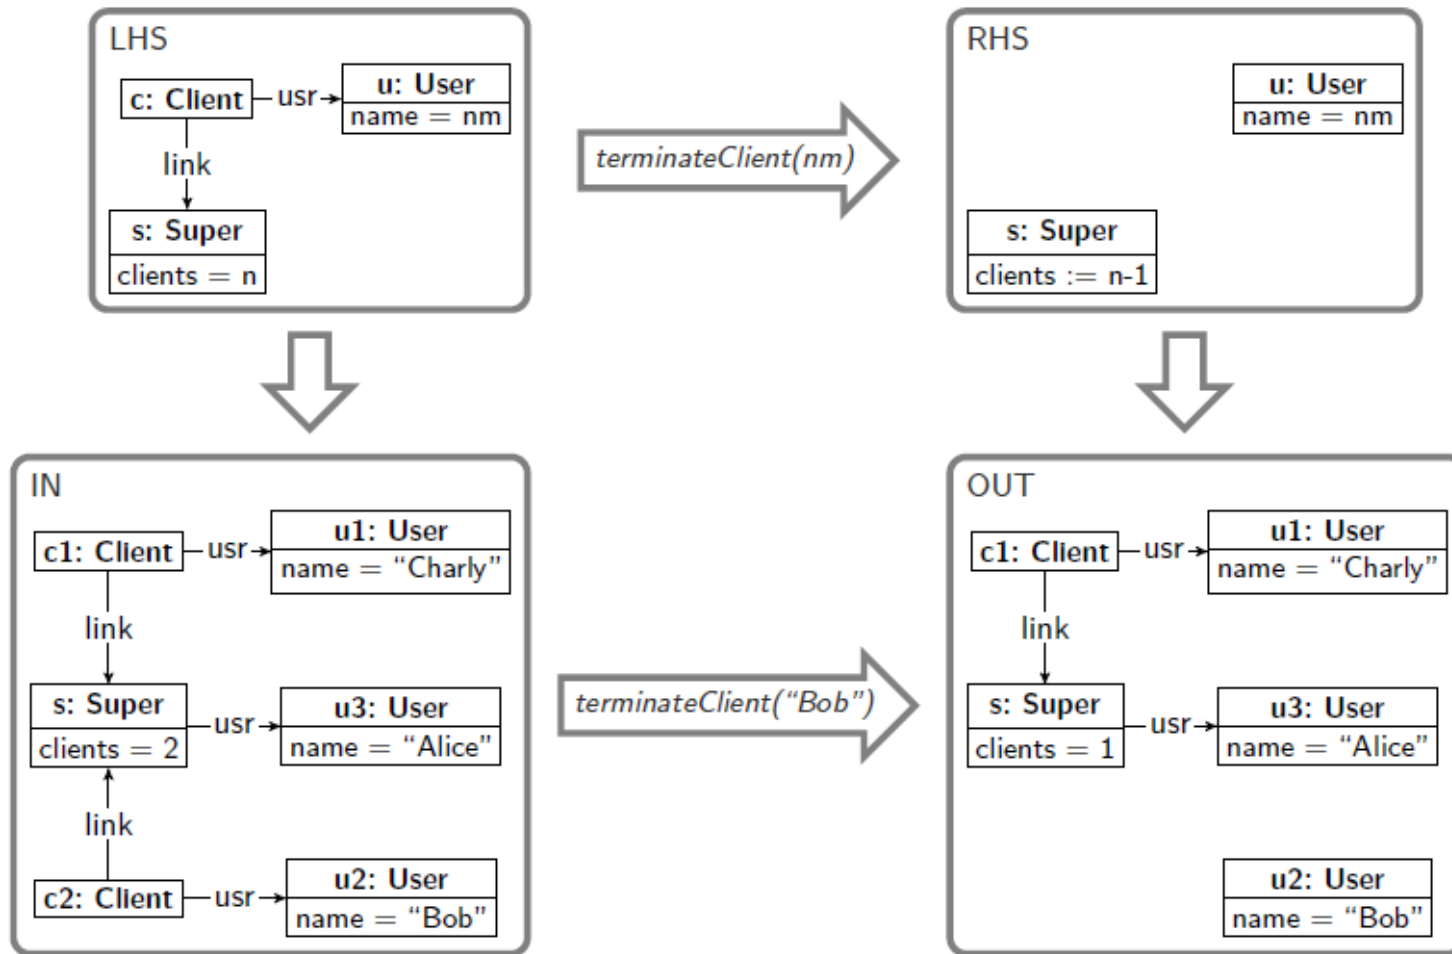 LHS
c: Client
usr
u: User
name = nm
link
s: Super
clients = n
terminateClient(nm)
RHS
u: User
name = nm
s: Super
clients := n-1
IN
c1: Client
usr
u1: User
name = “Charly”
link
s: Super
clients = 2
usr
u3: User
name = “Alice”
link
c2: Client
usr
u2: User
name = “Bob”
terminateClient(“Bob”)
OUT
c1: Client
usr
u1: User
name = “Charly”
link
s: Super
clients = 1
usr
u3: User
name = “Alice”
u2: User
name = “Bob”